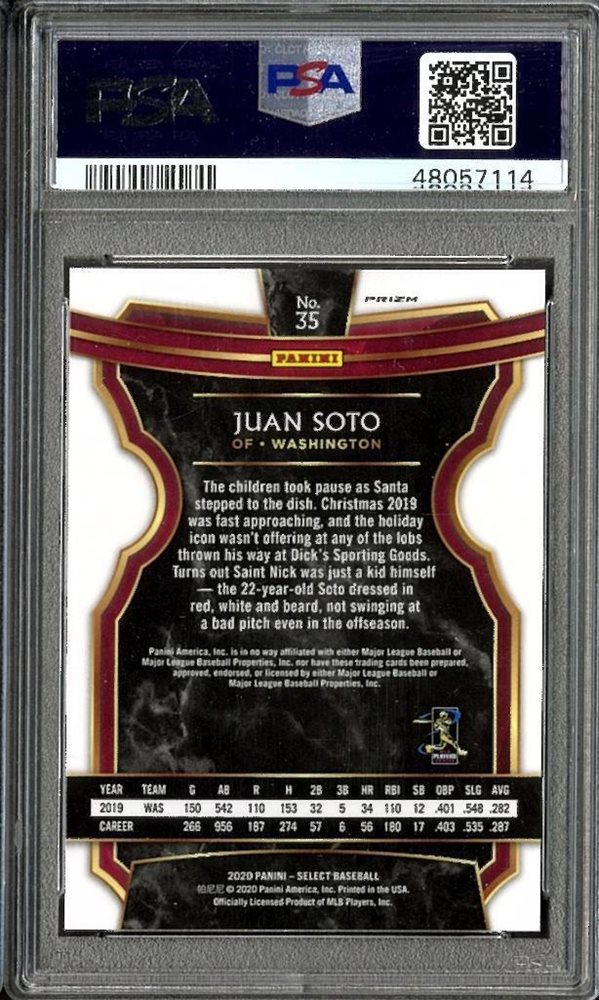 PSA
PSA
48057114
No.
35
PRIZM
PANINI
JUAN SOTO
OF • WASHINGTON
The children took pause as Santa
stepped to the dish. Christmas 2019
was fast approaching, and the holiday
icon wasn't offering at any of the lobs
thrown his way at Dick's Sporting Goods.
Turns out Saint Nick was just a kid himself
— the 22-year-old Soto dressed in
red, white and beard, not swinging at
a bad pitch even in the offseason.
Panini America, Inc. is in no way affiliated with either Major League Baseball or
Major League Baseball Properties, Inc. nor have these trading cards been prepared,
approved, endorsed, or licensed by either Major League Baseball or
Major League Baseball Properties, Inc.
PLAYERS
YEAR TEAM G AB R H 2B 3B HR RBI SB OBP SLG AVG
2019 WAS 150 542 110 153 32 5 34 110 12 .401 .548 .282
CAREER 266 956 187 274 57 6 56 180 17 .403 .535 .287
2020 PANINI – SELECT BASEBALL
帕尼尼 © 2020 Panini America, Inc. Printed in the USA.
Officially Licensed Product of MLB Players, Inc.